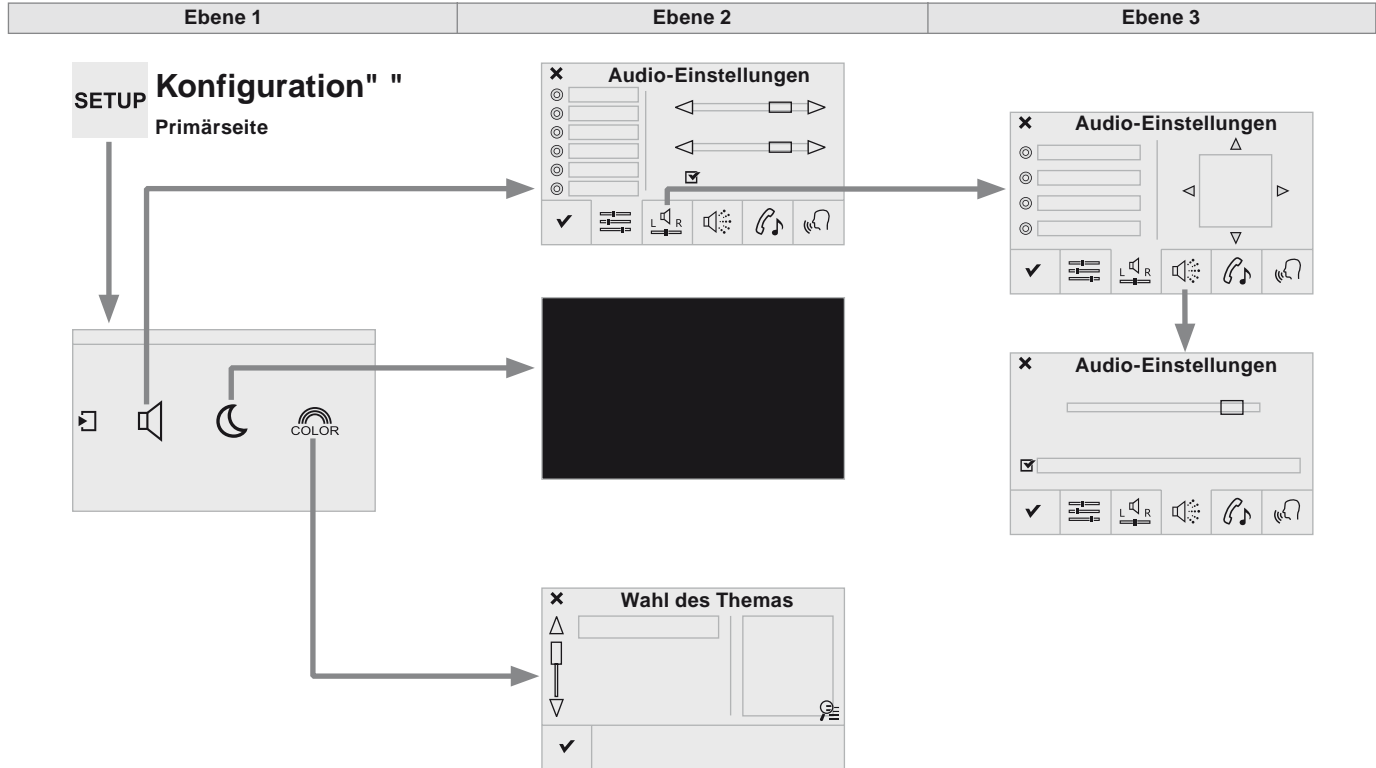 Ebene 1
Ebene 2
Ebene 3
SETUP
Konfiguration" "
Primärseite
Audio-Einstellungen
L R
Audio-Einstellungen
L R
COLOR
Audio-Einstellungen
L R
Wahl des Themas